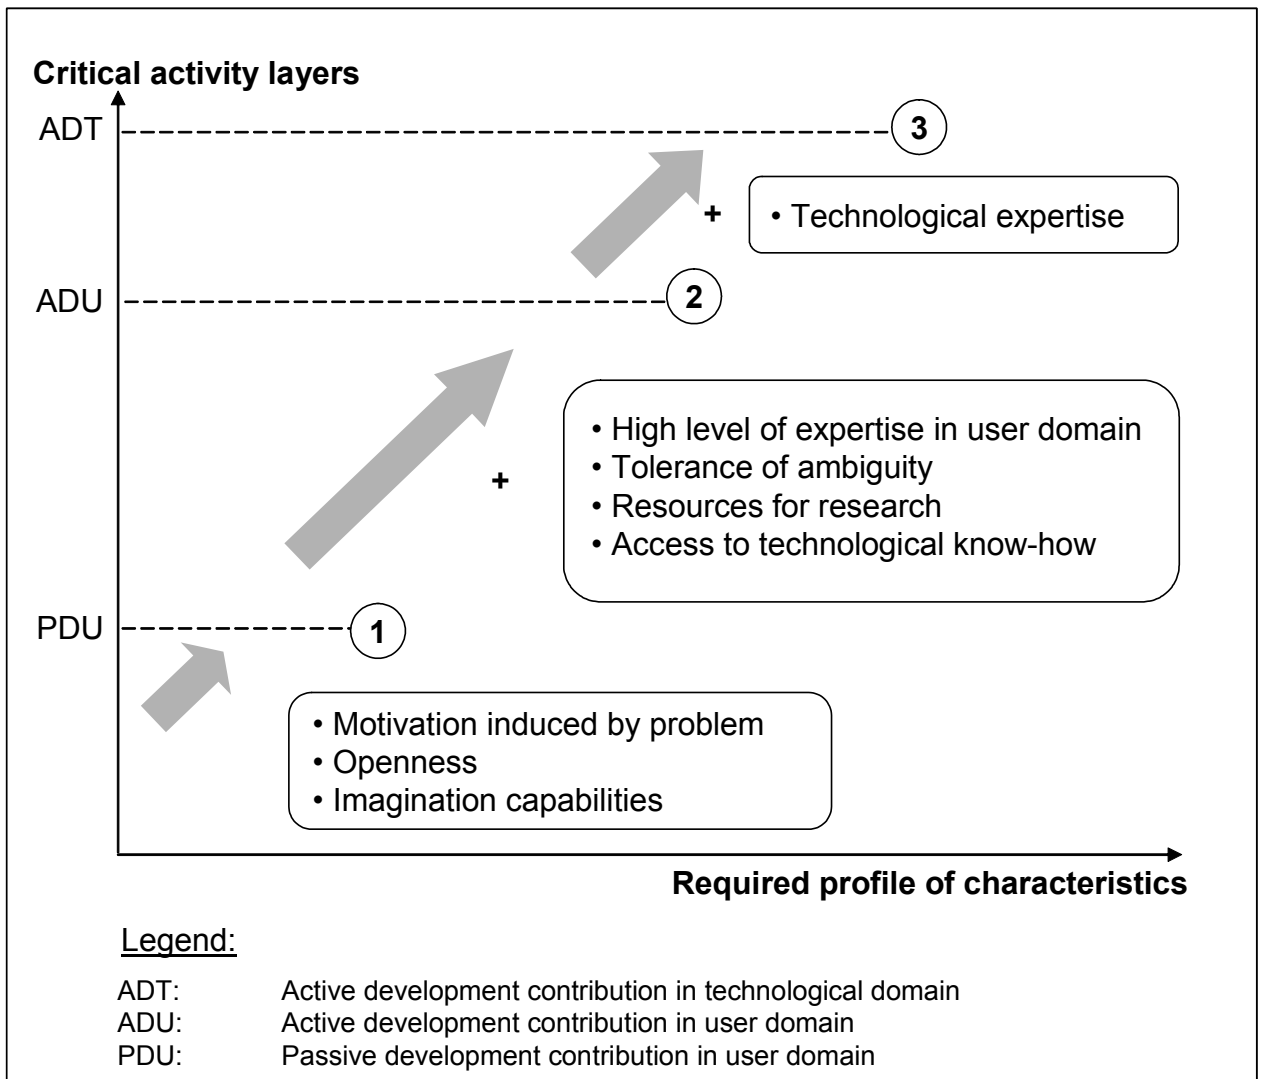 Critical activity layers
ADT
3
+
• Technological expertise
ADU
2
• High level of expertise in user domain
• Tolerance of ambiguity
+
• Resources for research
• Access to technological know-how
PDU
1
• Motivation induced by problem
• Openness
• Imagination capabilities
Required profile of characteristics
Legend:
ADT: Active development contribution in technological domain
ADU: Active development contribution in user domain
PDU: Passive development contribution in user domain